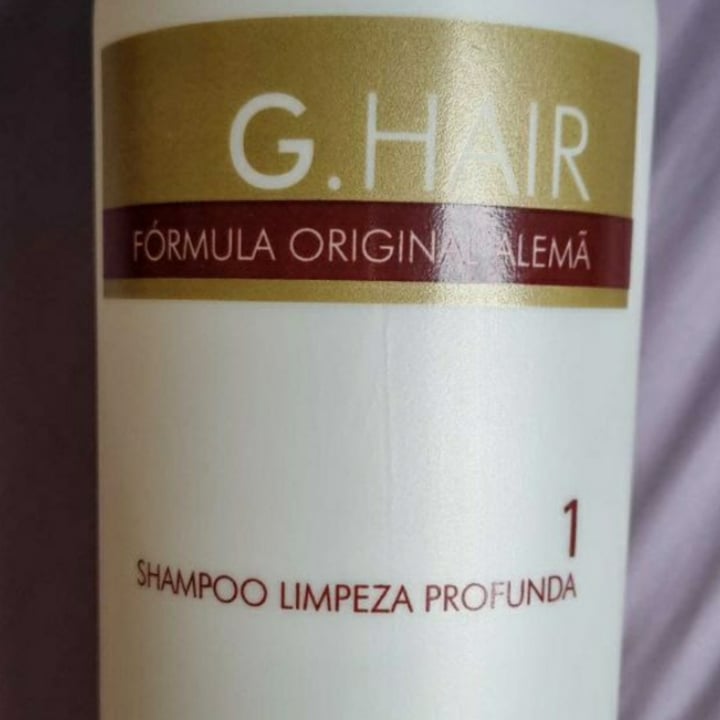 G.HAIR
FÓRMULA ORIGINAL ALEMÃ
1
SHAMPOO LIMPEZA PROFUNDA